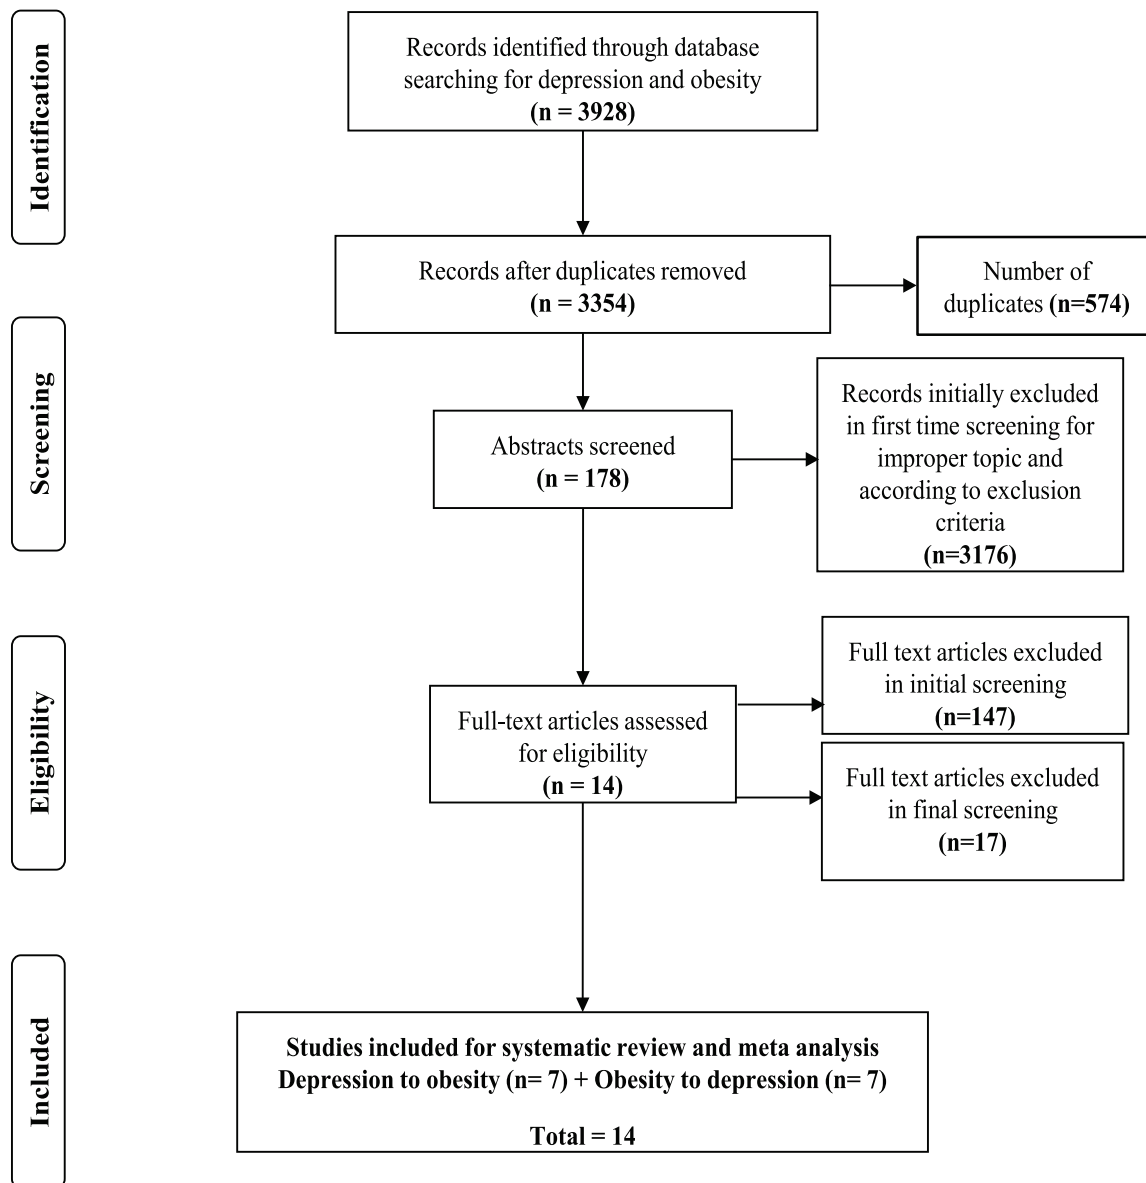 Identification
Records identified through database
searching for depression and obesity
(n = 3928)
Records after duplicates removed
(n = 3354)
Number of
duplicates (n=574)
Screening
Abstracts screened
(n = 178)
Records initially excluded
in first time screening for
improper topic and
according to exclusion
criteria
(n=3176)
Eligibility
Full-text articles assessed
for eligibility
(n = 14)
Full text articles excluded
in initial screening
(n=147)
Full text articles excluded
in final screening
(n=17)
Included
Studies included for systematic review and meta analysis
Depression to obesity (n= 7) + Obesity to depression (n= 7)
Total = 14